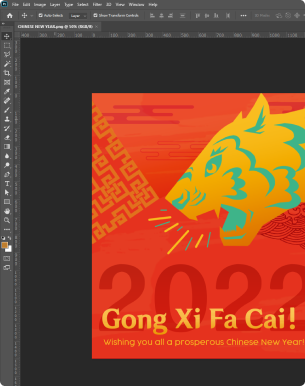 File Edit Image Layer Type Select Filter 3D View Window Help
Auto-Select: Layer Show Transform Controls
CHINESE NEW YEAR.png @ 50% (RGB/8)
2022
Gong Xi Fa Cai!
Wishing you all a prosperous Chinese New Year!